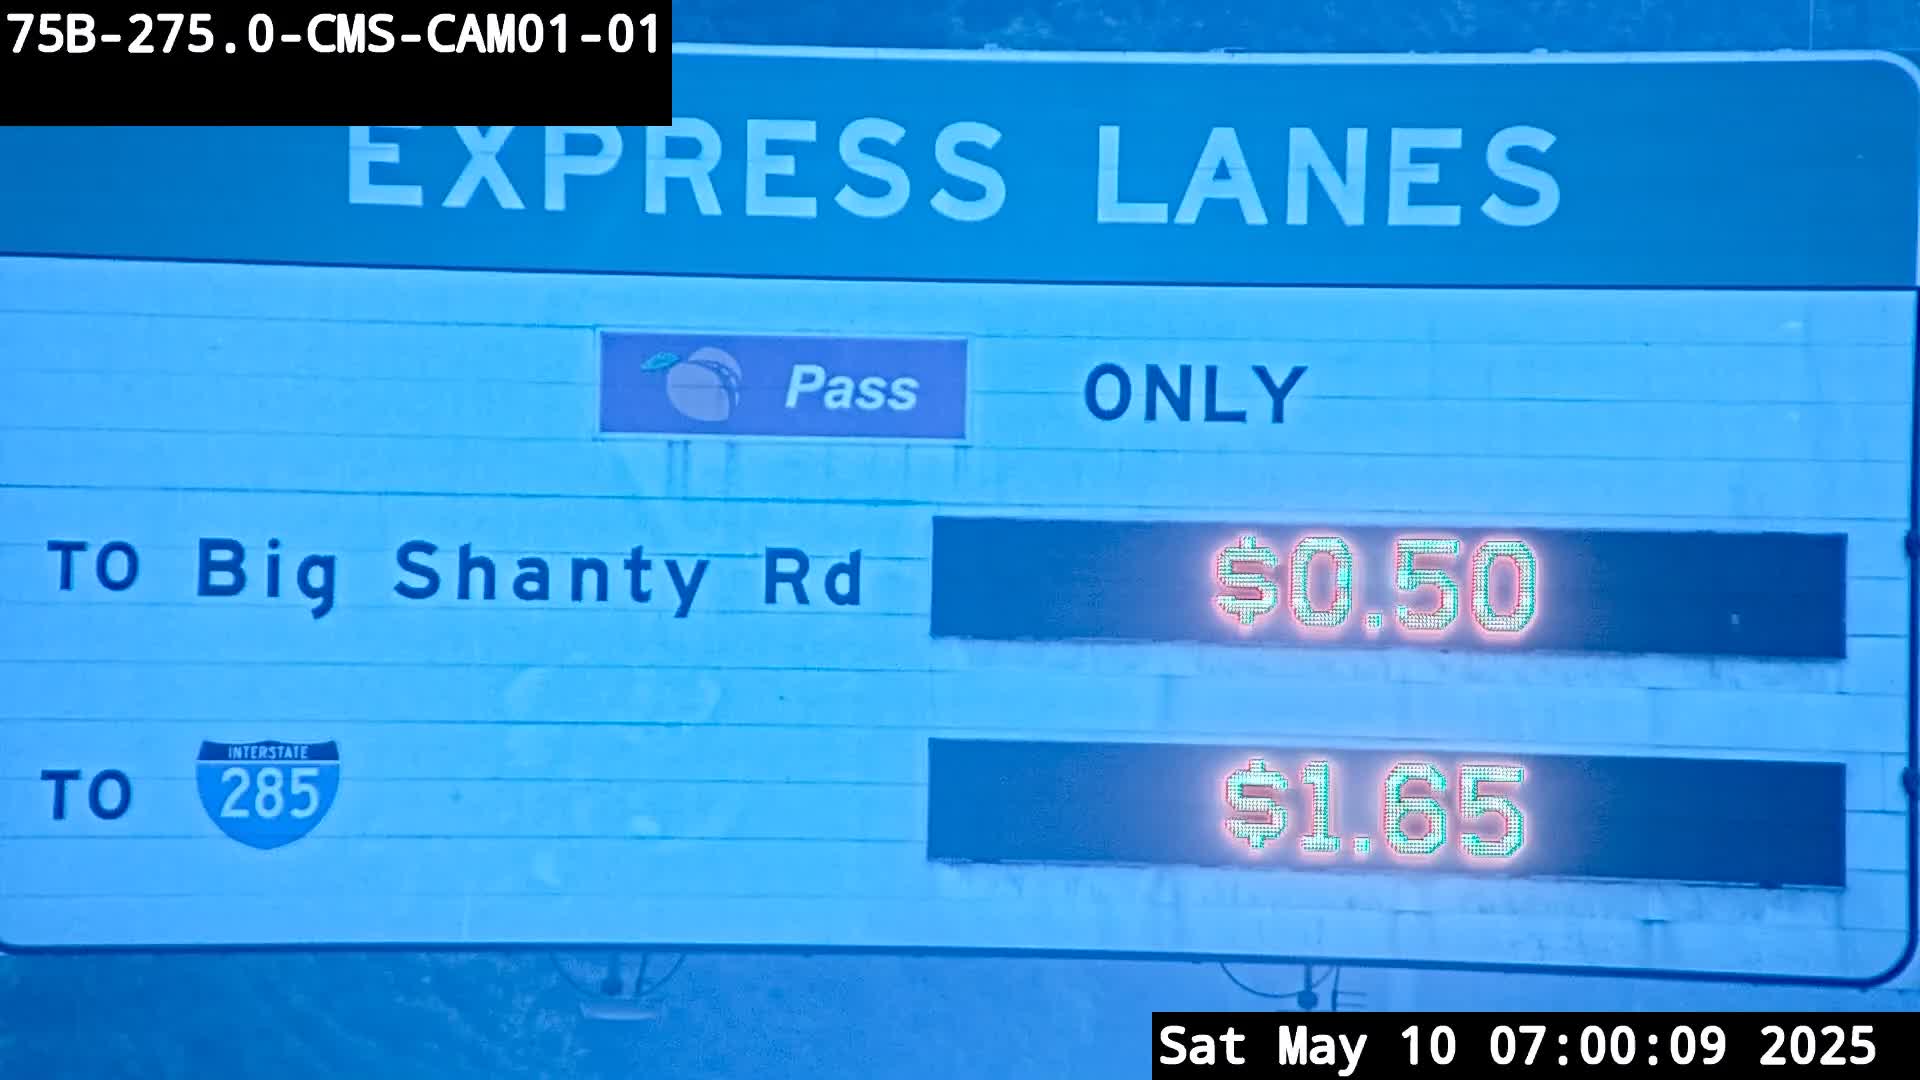 75B-275.0-CMS-CAM01-01
EXPRESS LANES
Pass ONLY
TO Big Shanty Rd $0.50
INTERSTATE
TO 285 $1.65
Sat May 10 07:00:09 2025